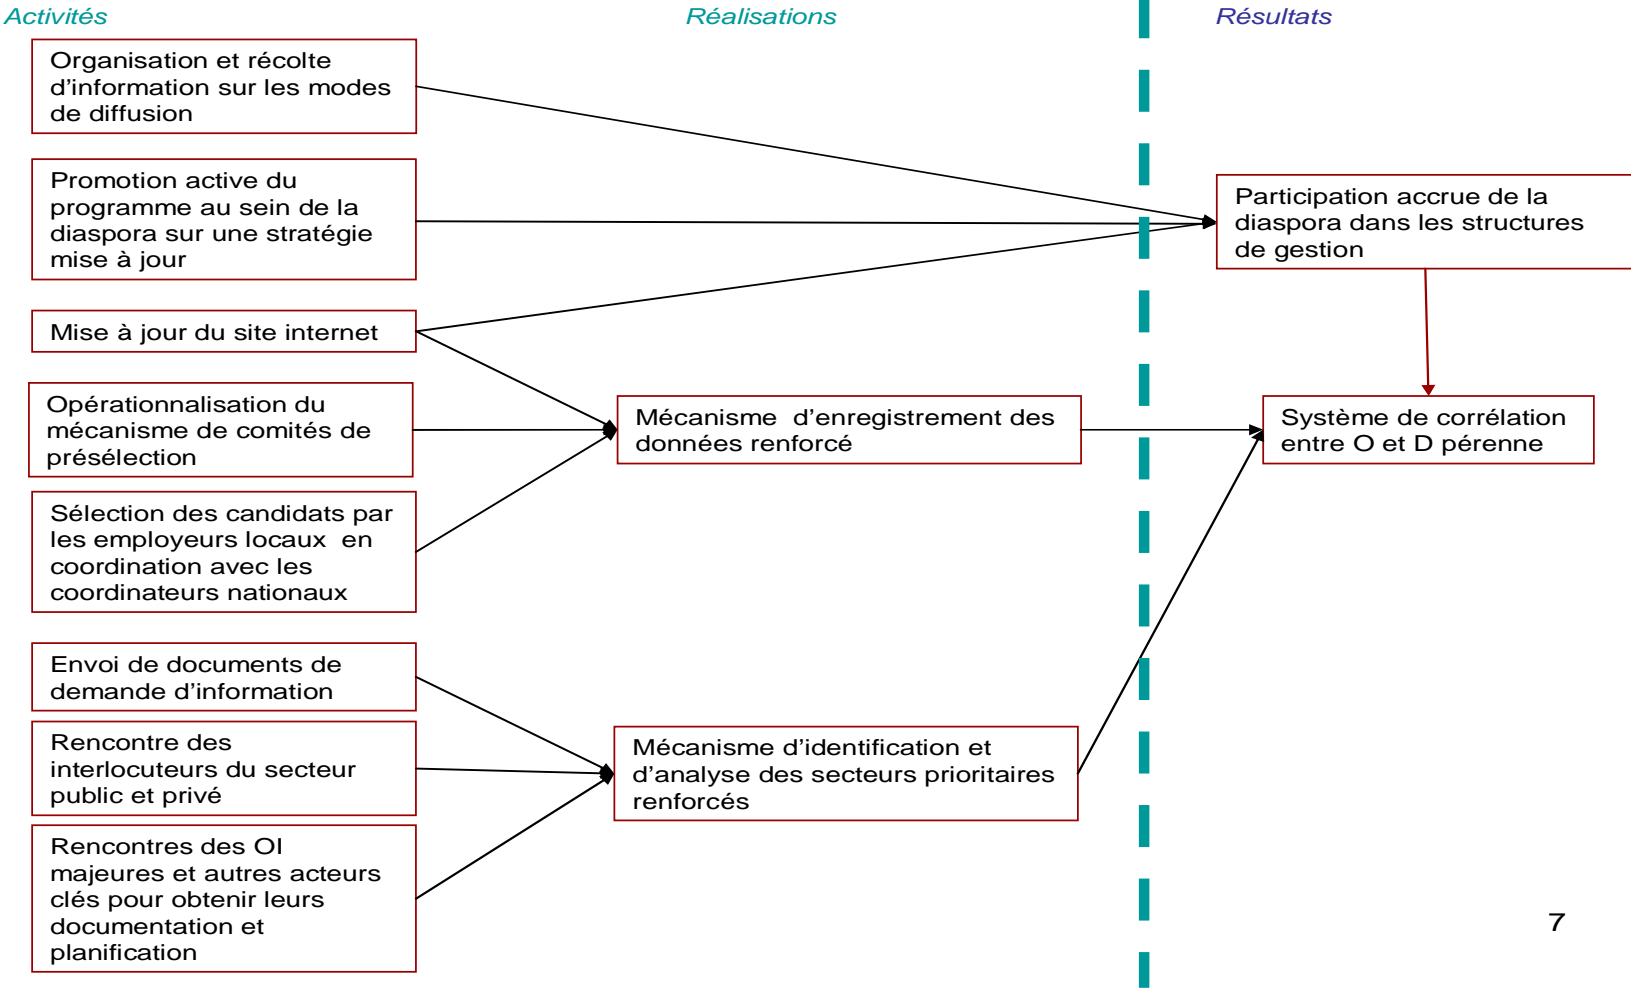 Activités
Réalisations
Résultats
Organisation et récolte
d’information sur les modes
de diffusion
Promotion active du
programme au sein de la
diaspora sur une stratégie
mise à jour
Mise à jour du site internet
Opérationnalisation du
mécanisme de comités de
présélection
Sélection des candidats par
les employeurs locaux en
coordination avec les
coordinateurs nationaux
Envoi de documents de
demande d’information
Rencontre des
interlocuteurs du secteur
public et privé
Rencontres des OI
majeures et autres acteurs
clés pour obtenir leurs
documentation et
planification
Mécanisme d’enregistrement des
données renforcé
Mécanisme d’identification et
d’analyse des secteurs prioritaires
renforcés
Participation accrue de la
diaspora dans les structures
de gestion
Système de corrélation
entre O et D pérenne
7